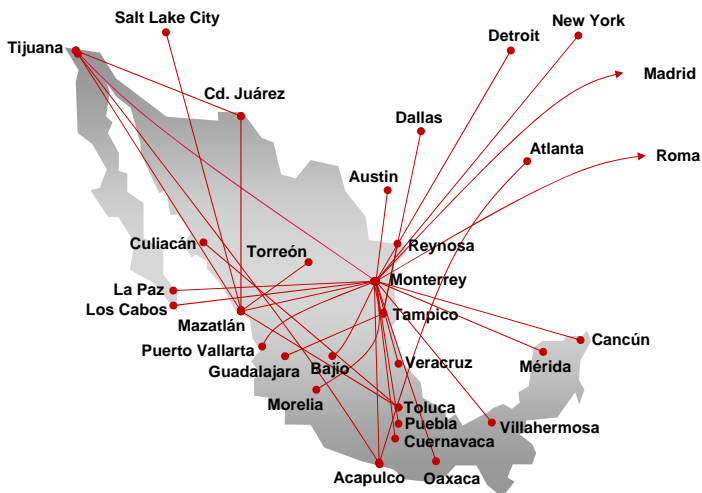 Salt Lake City
New York
Detroit
Tijuana
Madrid
Cd. Juárez
Dallas
Atlanta
Roma
Austin
Culiacán
Torreón
Reynosa
Monterrey
La Paz
Los Cabos
Mazatlán
Tampico
Cancún
Puerto Vallarta
Guadalajara
Bajío
Veracruz
Mérida
Morelia
Toluca
Puebla
Villahermosa
Cuernavaca
Acapulco
Oaxaca